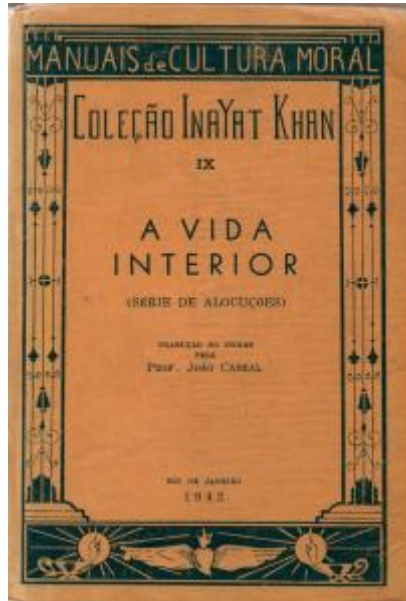 MANUAIS de CULTURA MORAL
COLEÇÃO INAYAT KHAN
IX
A VIDA
INTERIOR
(SÉRIE DE ALOCUÇÕES)
TRADUÇÃO DO
PELO
PROF. JOÃO CABRAL
RIO DE JANEIRO
1942